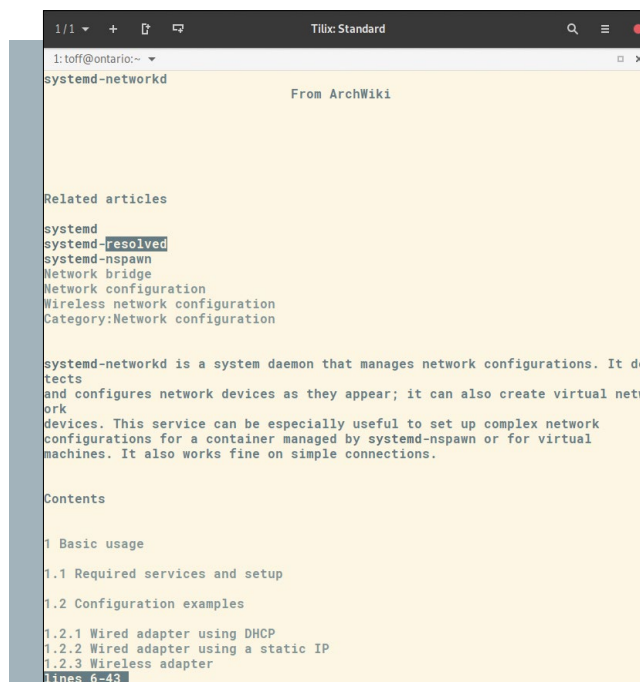 1/1
Tilix: Standard
1: toff@ontario:~
systemd-networkd
From ArchWiki
Related articles
systemd
systemd-resolved
systemd-nspawn
Network bridge
Network configuration
Wireless network configuration
Category:Network configuration
systemd-networkd is a system daemon that manages network configurations. It de
tects
and configures network devices as they appear; it can also create virtual netw
ork
devices. This service can be especially useful to set up complex network
configurations for a container managed by systemd-nspawn or for virtual
machines. It also works fine on simple connections.
Contents
1 Basic usage
1.1 Required services and setup
1.2 Configuration examples
1.2.1 Wired adapter using DHCP
1.2.2 Wired adapter using a static IP
1.2.3 Wireless adapter
lines 6-43